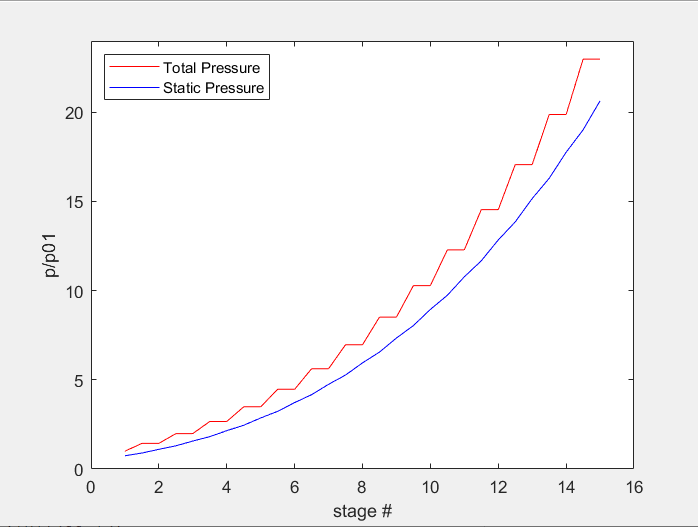 Total Pressure
Static Pressure
20
15
10
5
0
p/p01
0 2 4 6 8 10 12 14 16
stage #